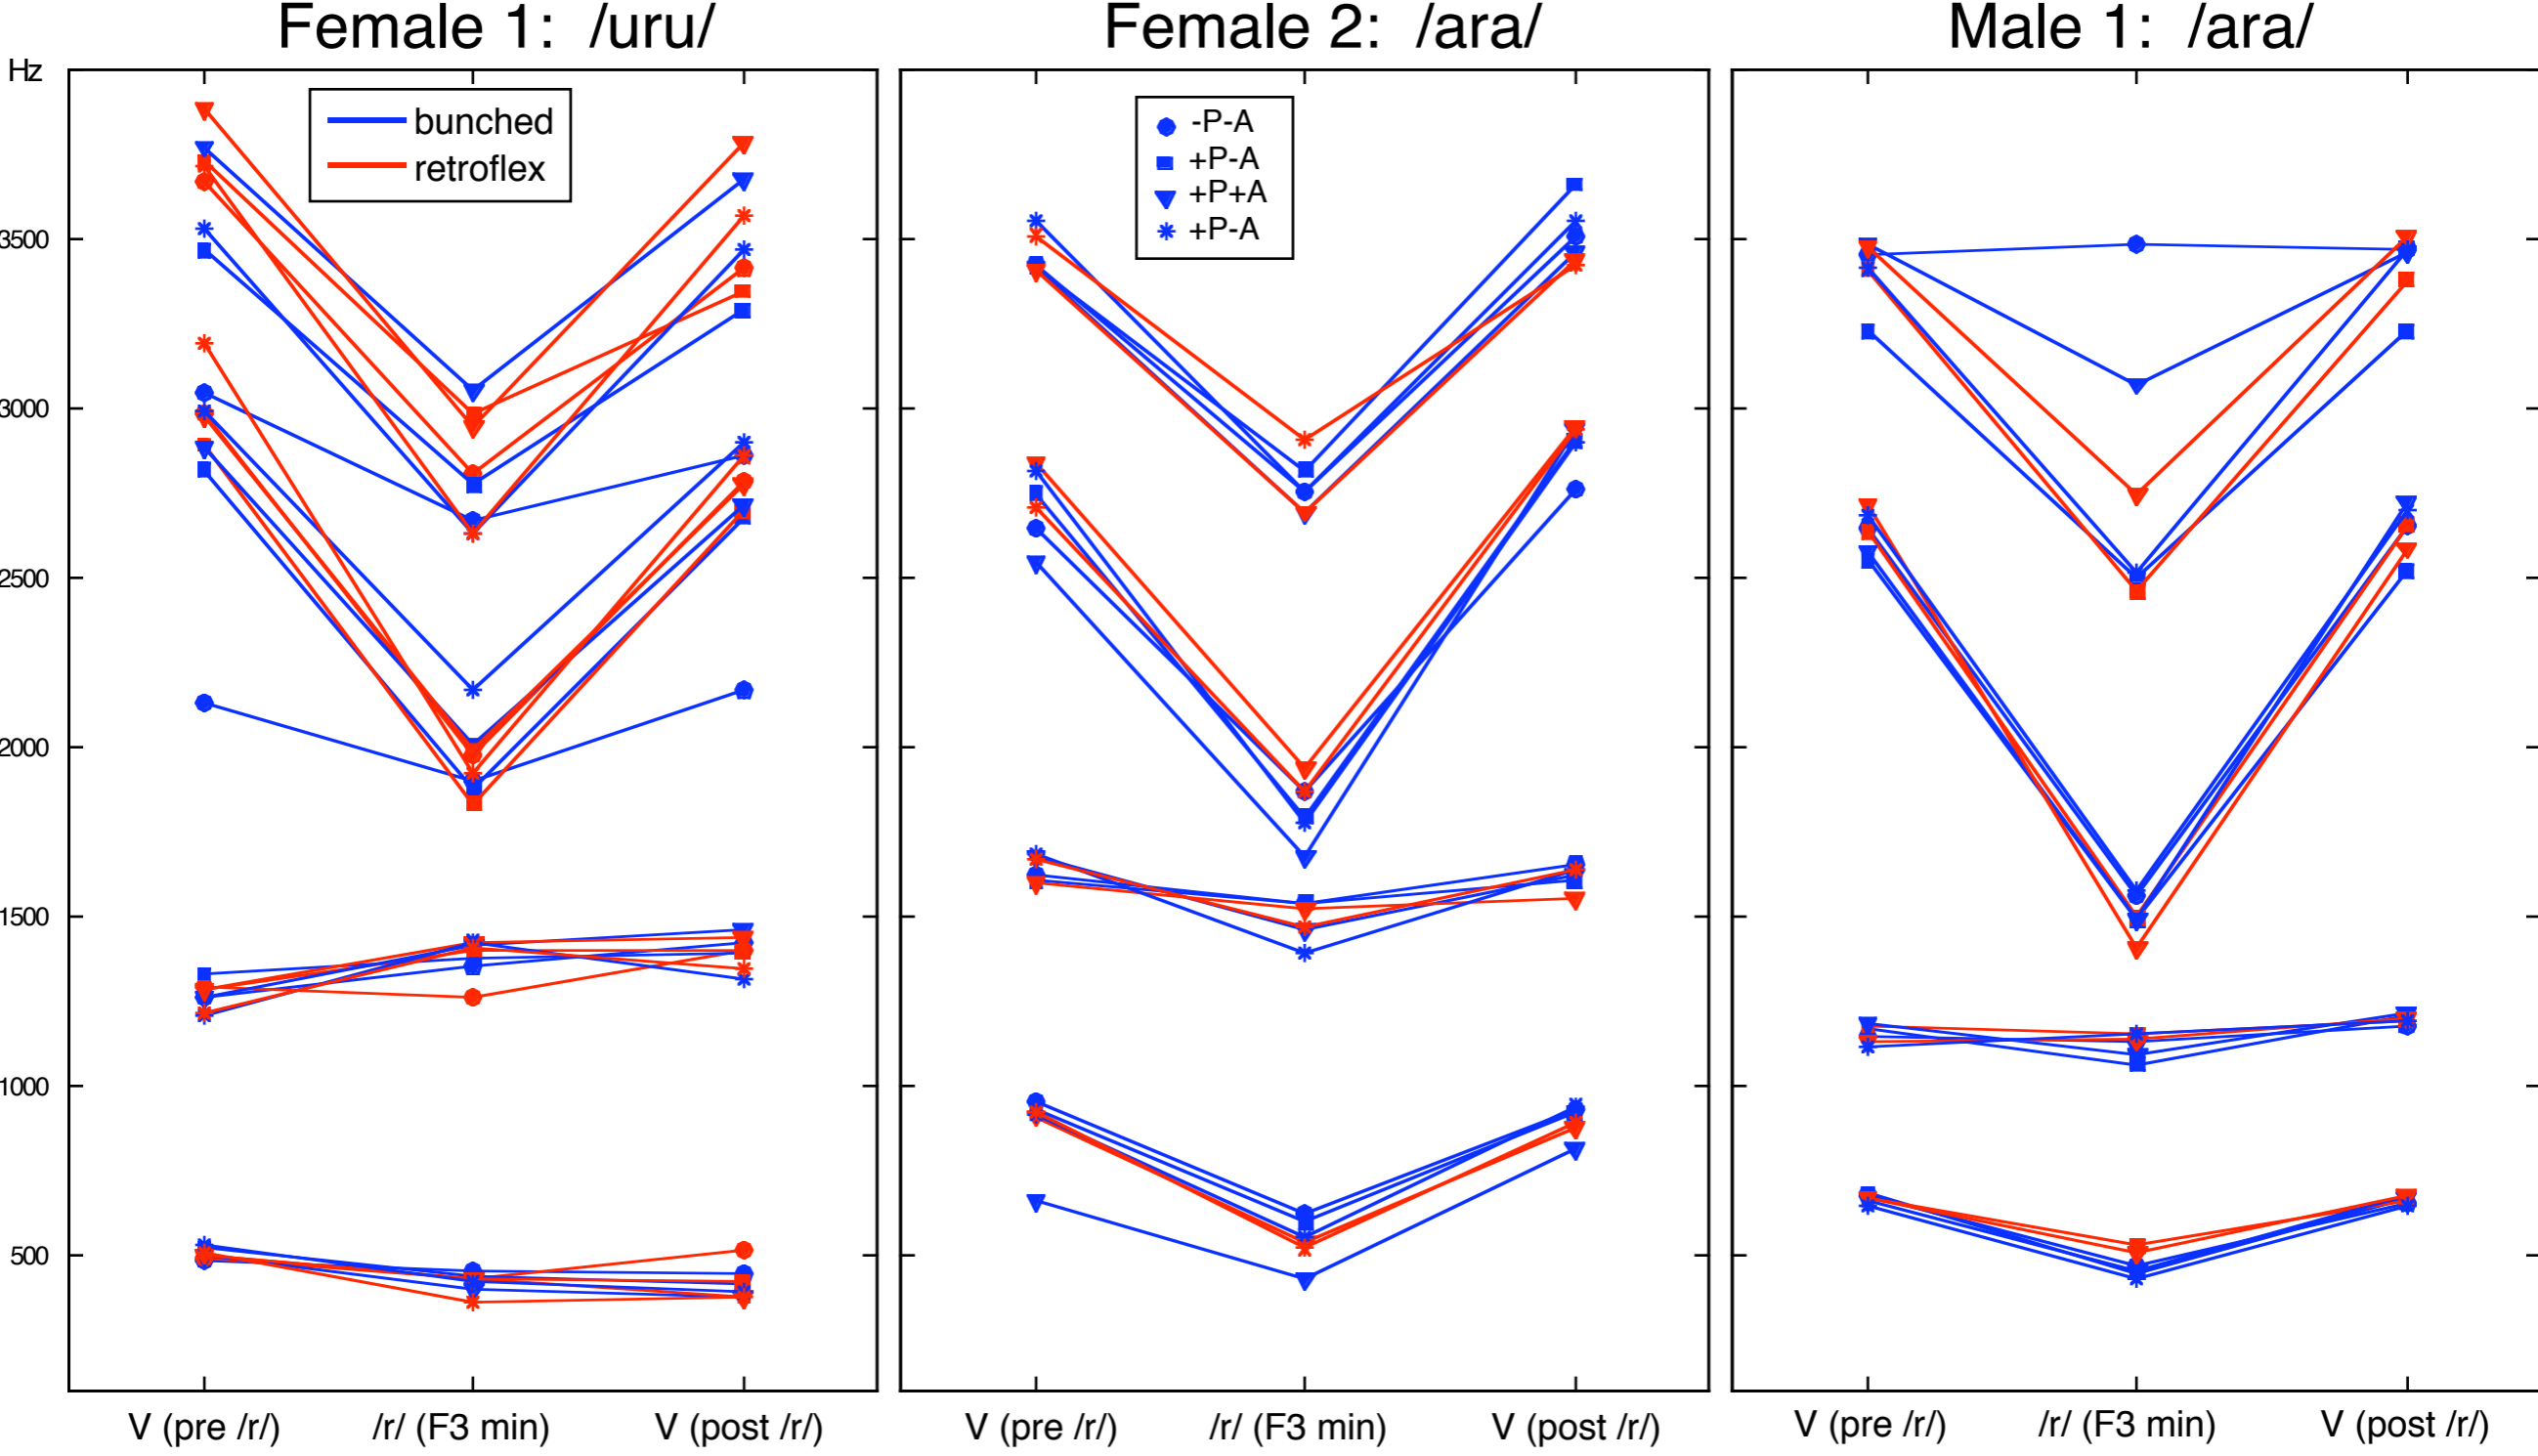 Female 1: /uru/
Female 2: /ara/
Male 1: /ara/
Hz
bunched
retroflex
-P-A
+P-A
+P+A
+P-A
3500
3000
2500
2000
1500
1000
500
V (pre /r/)
/r/ (F3 min)
V (post /r/)
V (pre /r/)
/r/ (F3 min)
V (post /r/)
V (pre /r/)
/r/ (F3 min)
V (post /r/)